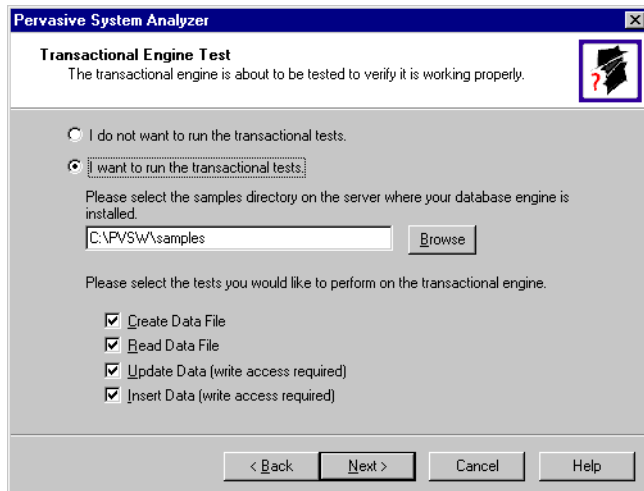 Pervasive System Analyzer
Transactional Engine Test
The transactional engine is about to be tested to verify it is working properly.
?
I do not want to run the transactional tests.
I want to run the transactional tests.
Please select the samples directory on the server where your database engine is
installed.
C:\PVSW\samples
Browse
Please select the tests you would like to perform on the transactional engine.
Create Data File
Read Data File
Update Data (write access required)
Insert Data (write access required)
< Back
Next >
Cancel
Help